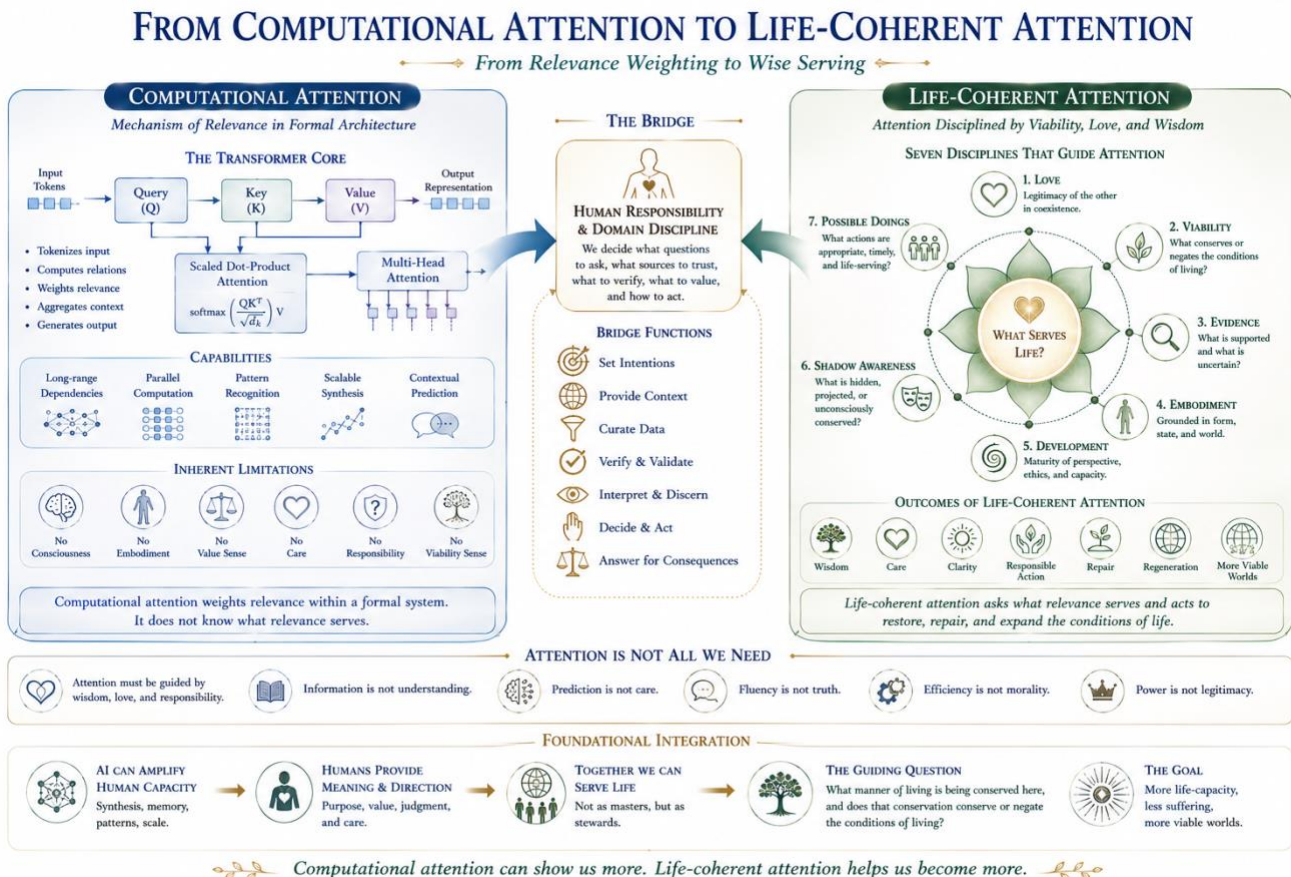 FROM COMPUTATIONAL ATTENTION TO LIFE-COHERENT ATTENTION
From Relevance Weighting to Wise Serving
COMPUTATIONAL ATTENTION
Mechanism of Relevance in Formal Architecture
THE TRANSFORMER CORE
Input
Tokens
Query
(Q)
Key
(K)
Value
(V)
Output
Representation
• Tokenizes input
• Computes relations
• Weights relevance
• Aggregates context
• Generates output
Scaled Dot-Product
Attention
softmax (QK^T / √d_k) V
Multi-Head
Attention
CAPABILITIES
Long-range
Dependencies
Parallel
Computation
Pattern
Recognition
Scalable
Synthesis
Contextual
Prediction
INHERENT LIMITATIONS
No
Consciousness
No
Embodiment
No
Value Sense
No
Care
?
No
Responsibility
No
Viability Sense
Computational attention weights relevance within a formal system.
It does not know what relevance serves.
THE BRIDGE
HUMAN RESPONSIBILITY
& DOMAIN DISCIPLINE
We decide what questions
to ask, what sources to trust,
what to verify, what to value,
and how to act.
BRIDGE FUNCTIONS
Set Intentions
Provide Context
Curate Data
Verify & Validate
Interpret & Discern
Decide & Act
Answer for Consequences
LIFE-COHERENT ATTENTION
Attention Disciplined by Viability, Love, and Wisdom
SEVEN DISCIPLINES THAT GUIDE ATTENTION
1. LOVE
Legitimacy of the other
in coexistence.
2. VIABILITY
What conserves or
negates the conditions
of living?
3. EVIDENCE
What is supported
and what is
uncertain?
4. EMBODIMENT
Grounded in form,
state, and world.
5. DEVELOPMENT
Maturity of perspective,
ethics, and capacity.
6. SHADOW AWARENESS
What is hidden,
projected, or
unconsciously
conserved?
7. POSSIBLE DOINGS
What actions are
appropriate, timely,
and life-serving?
WHAT SERVES
LIFE?
OUTCOMES OF LIFE-COHERENT ATTENTION
Wisdom
Care
Clarity
Responsible
Action
Repair
Regeneration
More Viable
Worlds
Life-coherent attention asks what relevance serves and acts to
restore, repair, and expand the conditions of life.
ATTENTION IS NOT ALL WE NEED
Attention must be guided by
wisdom, love, and responsibility.
Information is not understanding.
Prediction is not care.
Fluency is not truth.
Efficiency is not morality.
Power is not legitimacy.
FOUNDATIONAL INTEGRATION
AI CAN AMPLIFY
HUMAN CAPACITY
Synthesis, memory,
patterns, scale.
HUMANS PROVIDE
MEANING & DIRECTION
Purpose, value, judgment,
and care.
TOGETHER WE CAN
SERVE LIFE
Not as masters, but as
stewards.
THE GUIDING QUESTION
What manner of living is being conserved here,
and does that conservation conserve or negate
the conditions of living?
THE GOAL
More life-capacity,
less suffering,
more viable worlds.
Computational attention can show us more. Life-coherent attention helps us become more.